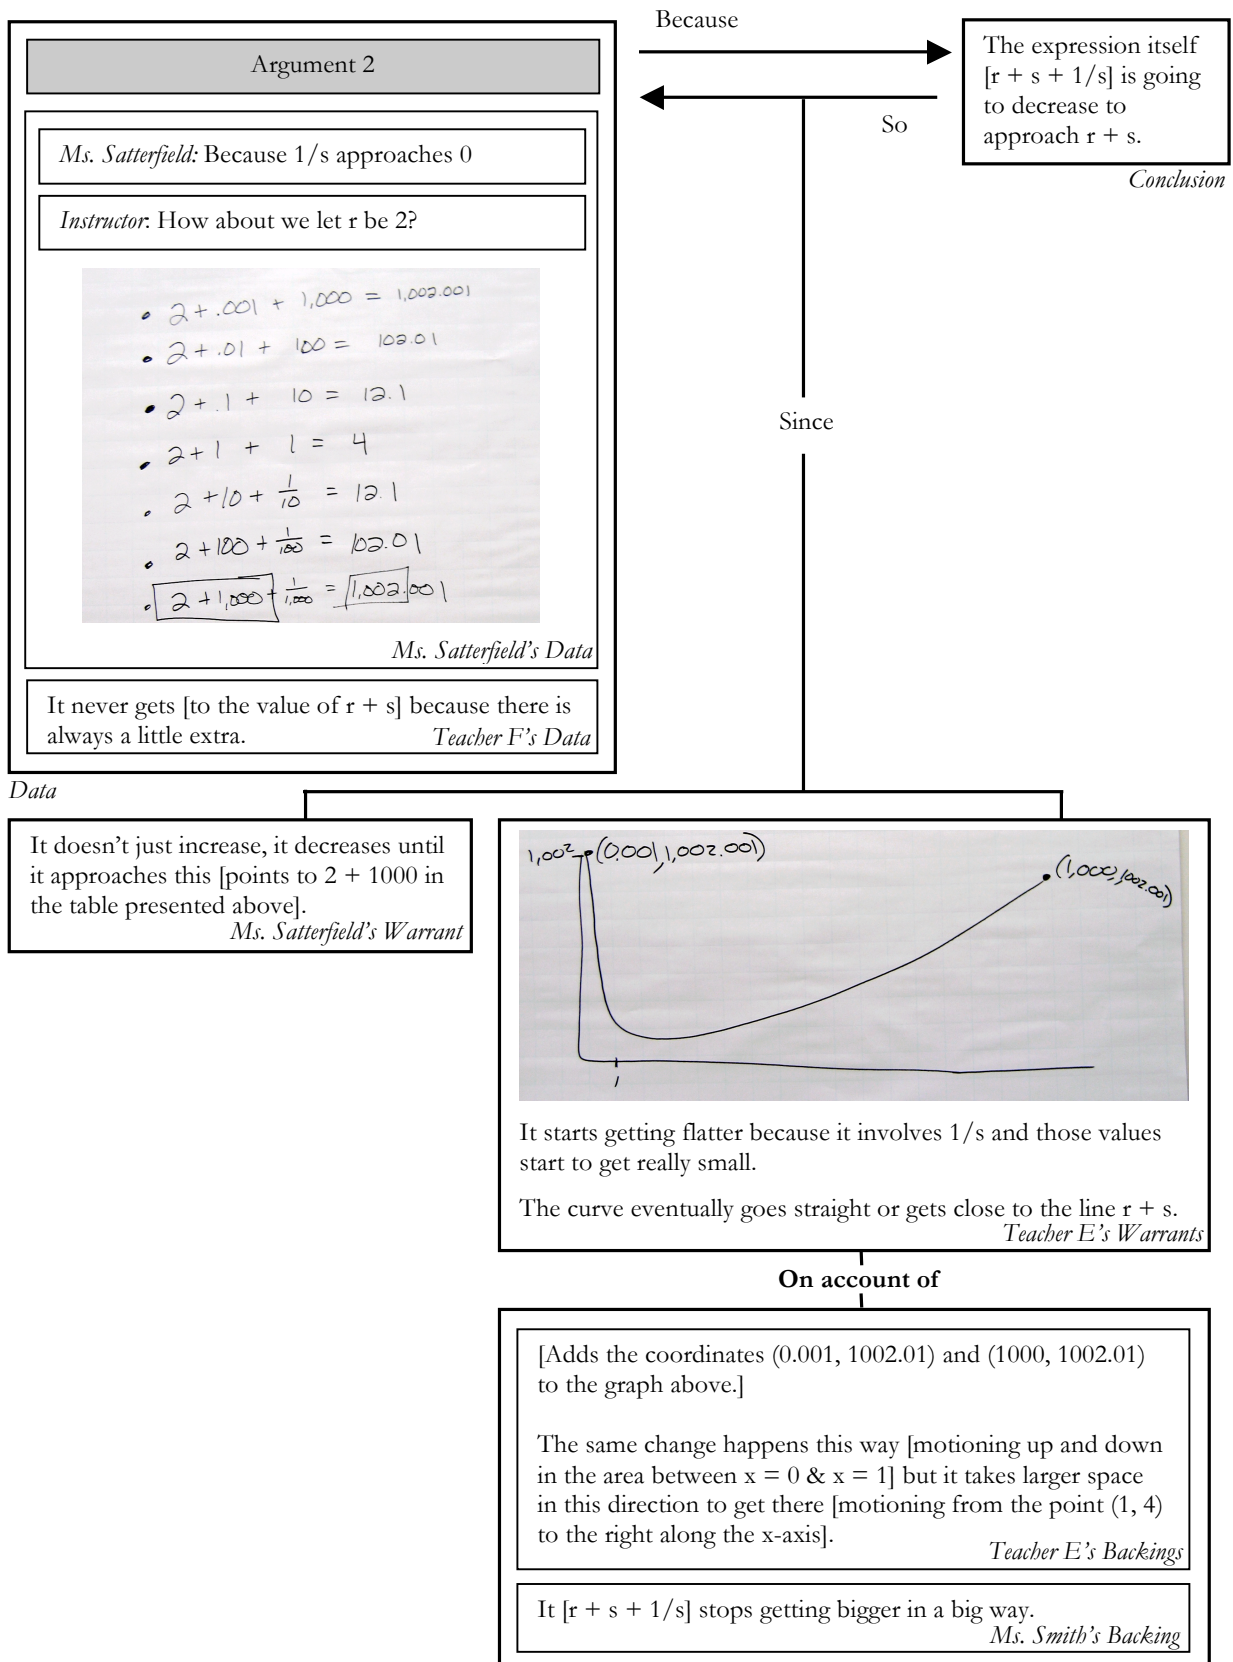 Because
Argument 2
The expression itself
[r + s + 1/s] is going
to decrease to
approach r + s.
So
Conclusion
Ms. Satterfield: Because 1/s approaches 0
Instructor: How about we let r be 2?
• 2 + .001 + 1,000 = 1,002.001
• 2 + .01 + 100 = 102.01
• 2 + .1 + 10 = 12.1
• 2 + 1 + 1 = 4
• 2 + 10 + 1/10 = 12.1
• 2 + 100 + 1/100 = 102.01
• 2 + 1,000 + 1/1,000 = 1,002.001
Ms. Satterfield's Data
It never gets [to the value of r + s] because there is
always a little extra. Teacher F's Data
Data
Since
It doesn't just increase, it decreases until
it approaches this [points to 2 + 1000 in
the table presented above].
Ms. Satterfield's Warrant
1,002 (0.001, 1,002.001)
(1,000, 1,002.001)
1
It starts getting flatter because it involves 1/s and those values
start to get really small.
The curve eventually goes straight or gets close to the line r + s.
Teacher E's Warrants
On account of
[Adds the coordinates (0.001, 1002.01) and (1000, 1002.01)
to the graph above.]
The same change happens this way [motioning up and down
in the area between x = 0 & x = 1] but it takes larger space
in this direction to get there [motioning from the point (1, 4)
to the right along the x-axis].
Teacher E's Backings
It [r + s + 1/s] stops getting bigger in a big way.
Ms. Smith's Backing